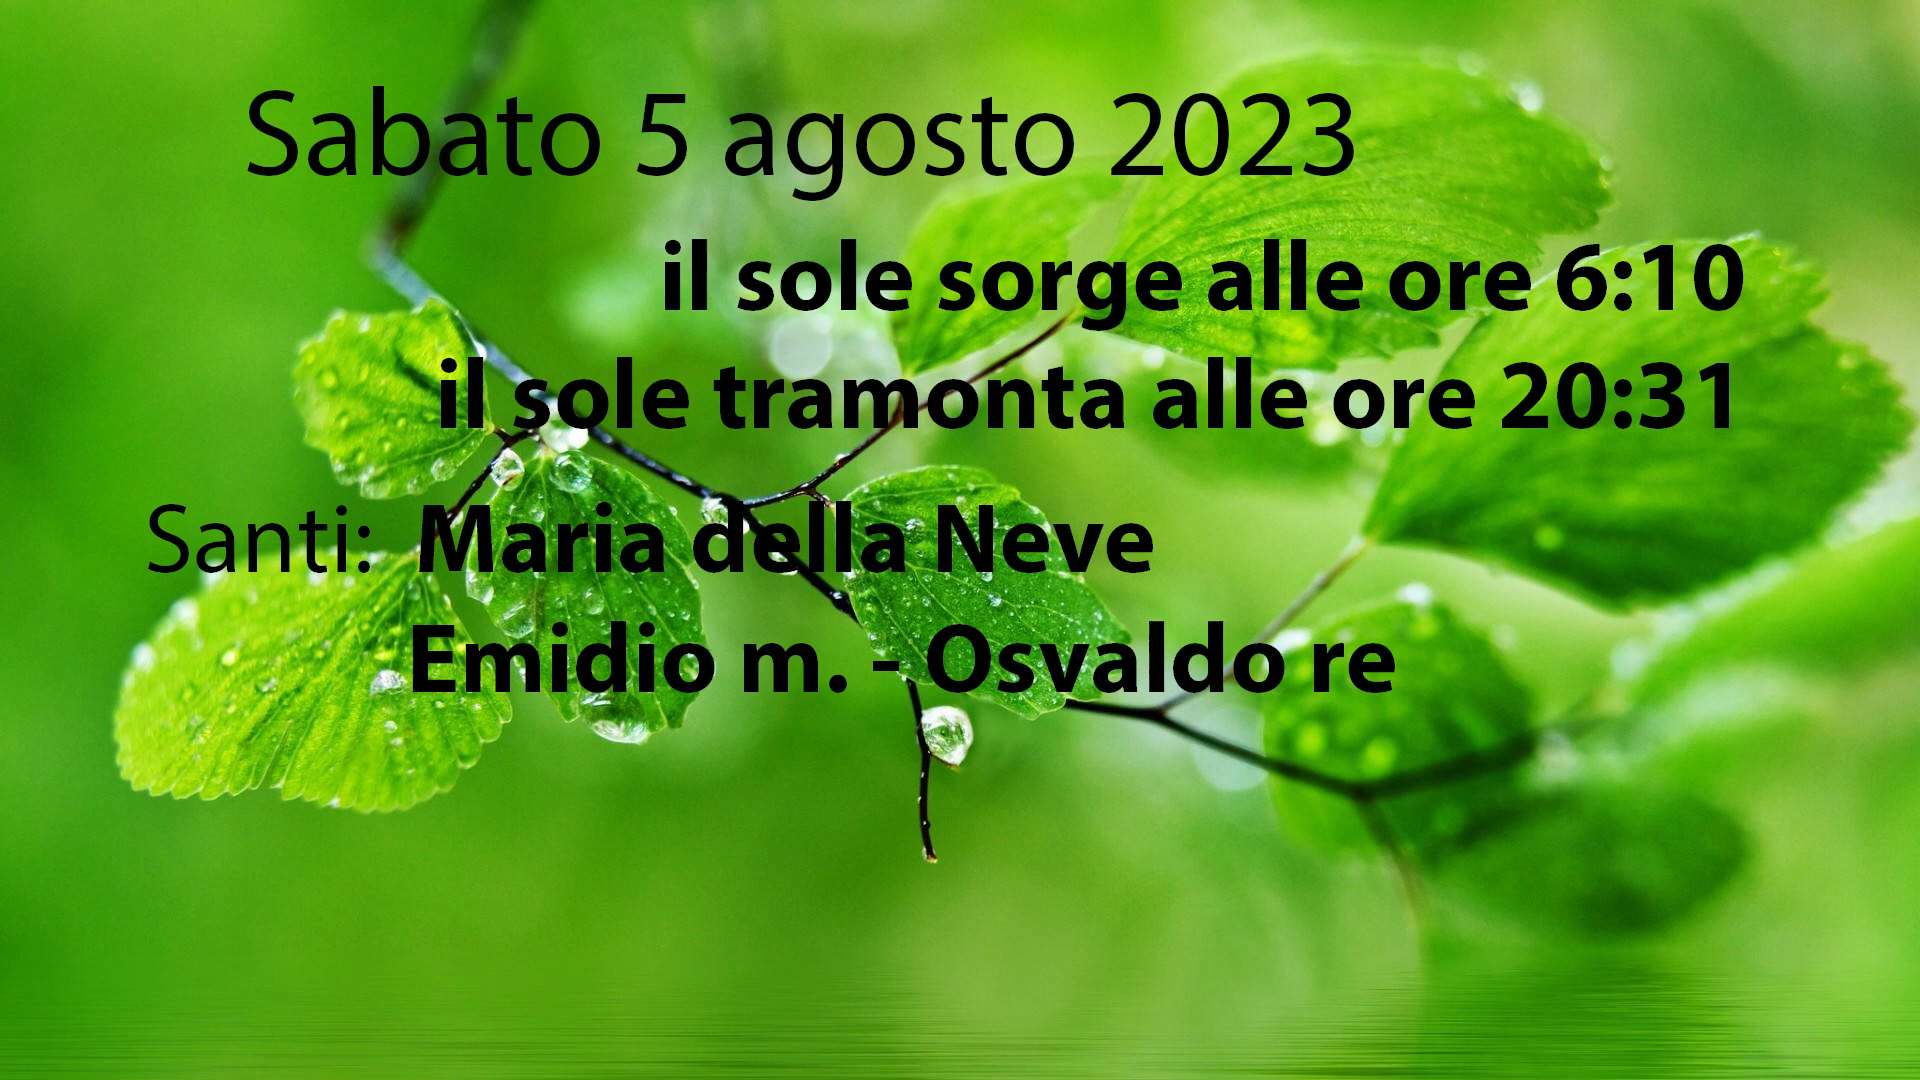 Sabato 5 agosto 2023
il sole sorge alle ore 6:10
il sole tramonta alle ore 20:31
Santi: Maria della Neve
Emidio m. - Osvaldo re